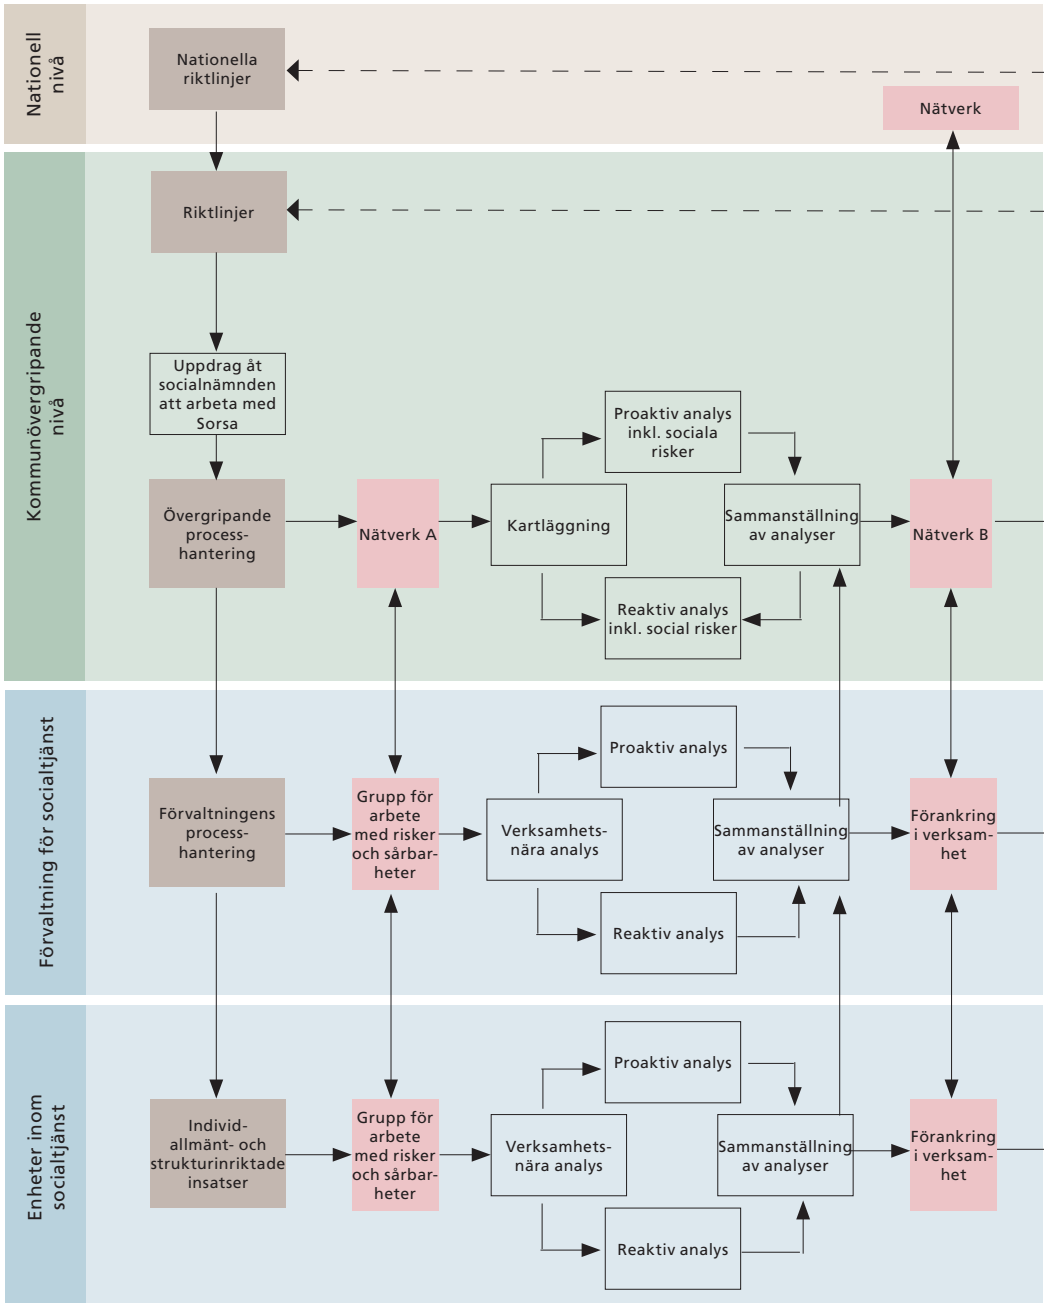 Nationell
nivå
Nationella
riktlinjer
Nätverk
Kommunövergripande
nivå
Riktlinjer
Uppdrag åt
socialnämnden
att arbeta med
Sorsa
Övergripande
process-
hantering
Nätverk A
Kartläggning
Proaktiv analys
inkl. sociala
risker
Reaktiv analys
inkl. social risker
Sammanställning
av analyser
Nätverk B
Förvaltning för socialtjänst
Förvaltningens
process-
hantering
Grupp för
arbete
med risker
och sårbar-
heter
Verksamhets-
nära analys
Proaktiv analys
Reaktiv analys
Sammanställning
av analyser
Förankring
i verksam-
het
Enheter inom
socialtjänst
Individ-
allmänt- och
strukturinriktade
insatser
Grupp för
arbete
med risker
och sårbar-
heter
Verksamhets-
nära analys
Proaktiv analys
Reaktiv analys
Sammanställning
av analyser
Förankring
i verksam-
het